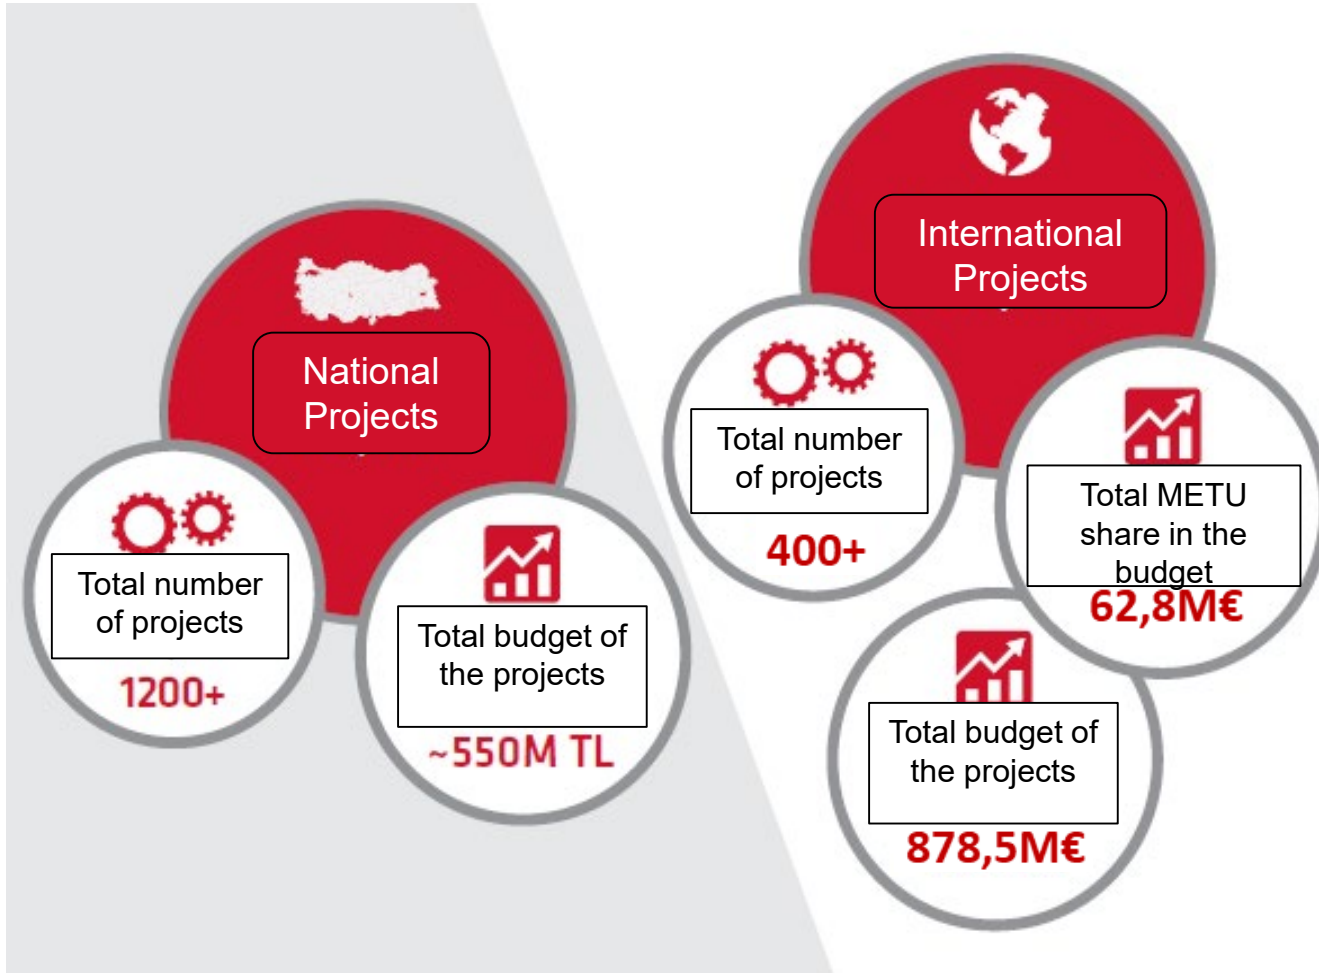 National
Projects
Total number
of projects
1200+
Total budget of
the projects
~550M TL
International
Projects
Total number
of projects
400+
Total METU
share in the
budget
62,8M€
Total budget of
the projects
878,5M€